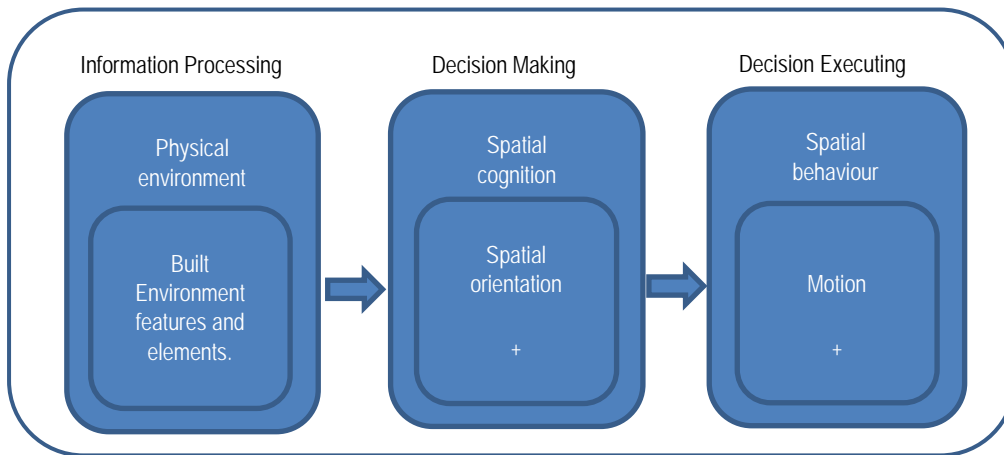 Information Processing
Physical
environment
Built
Environment
features and
elements.
Decision Making
Spatial
cognition
Spatial
orientation
+
Decision Executing
Spatial
behaviour
Motion
+